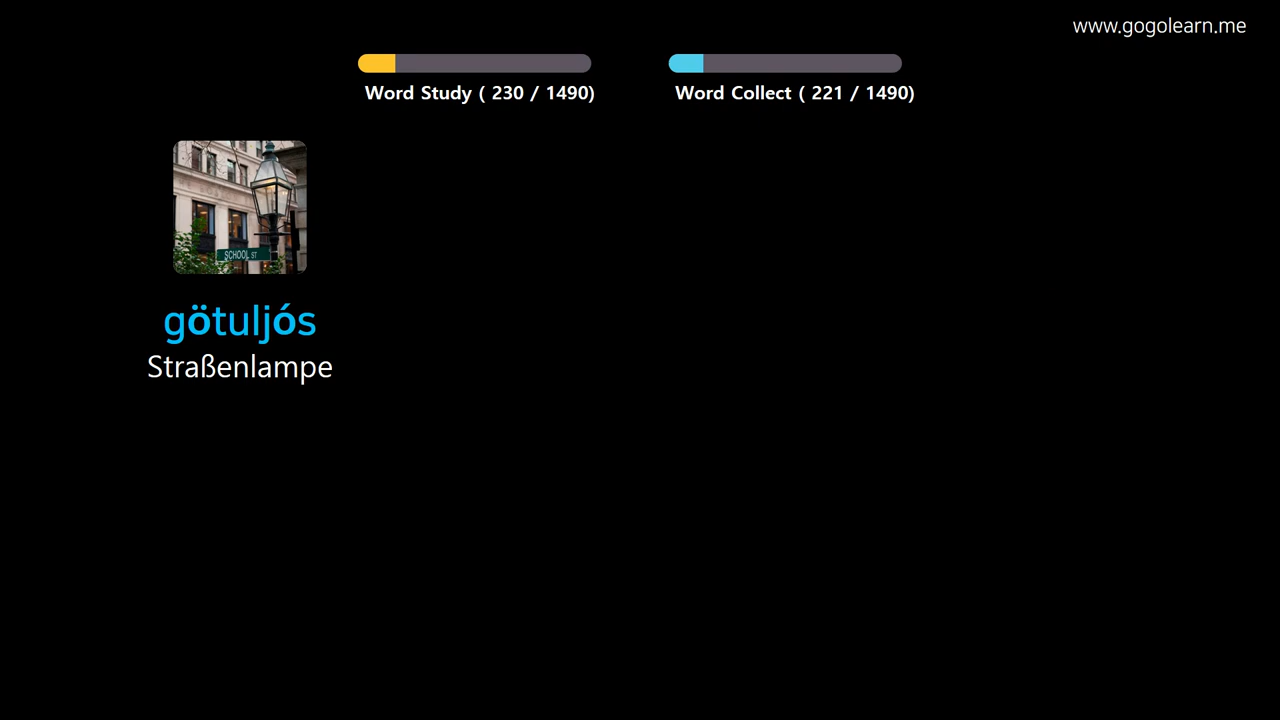 www.gogolearn.me
Word Study ( 230 / 1490)
Word Collect ( 221 / 1490)
SCHOOL ST
götuljós
Straßenlampe